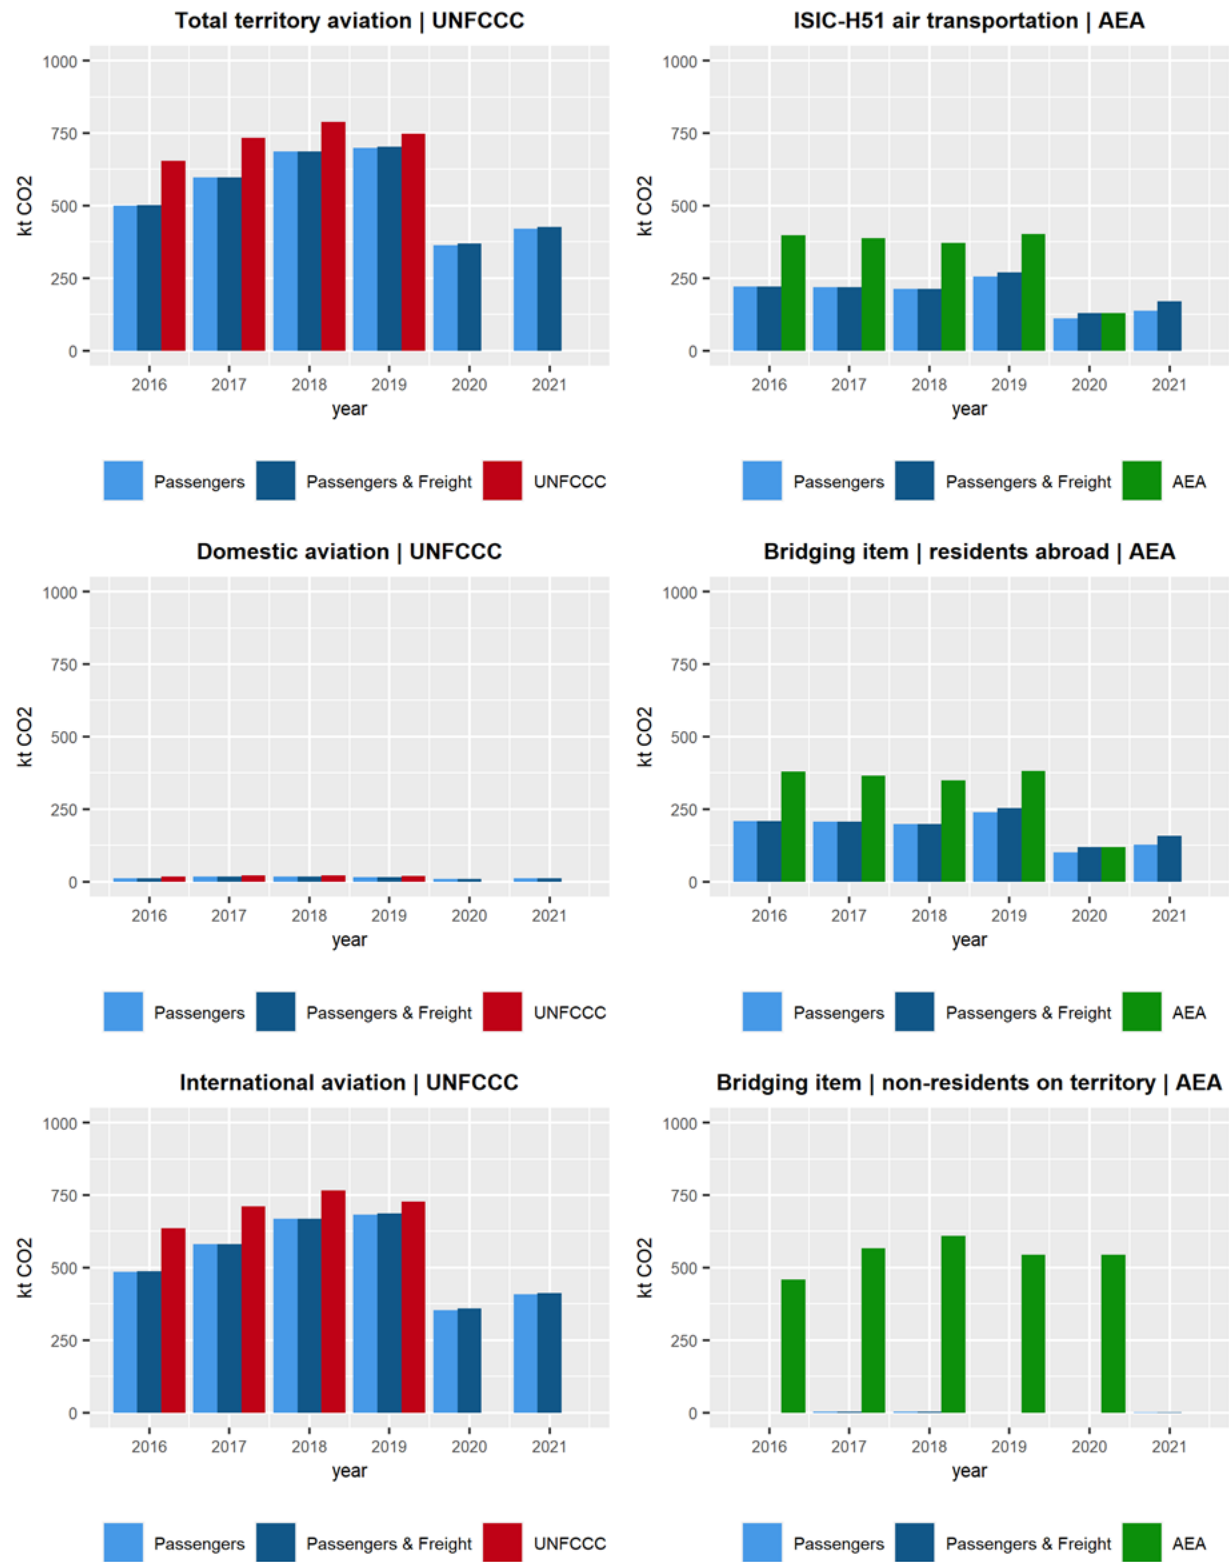 Total territory aviation | UNFCCC
1000
750
500
250
0
kt CO2
2016 2017 2018 2019 2020 2021
year
Passengers Passengers & Freight UNFCCC
ISIC-H51 air transportation | AEA
1000
750
500
250
0
kt CO2
2016 2017 2018 2019 2020 2021
year
Passengers Passengers & Freight AEA
Domestic aviation | UNFCCC
1000
750
500
250
0
kt CO2
2016 2017 2018 2019 2020 2021
year
Passengers Passengers & Freight UNFCCC
Bridging item | residents abroad | AEA
1000
750
500
250
0
kt CO2
2016 2017 2018 2019 2020 2021
year
Passengers Passengers & Freight AEA
International aviation | UNFCCC
1000
750
500
250
0
kt CO2
2016 2017 2018 2019 2020 2021
year
Passengers Passengers & Freight UNFCCC
Bridging item | non-residents on territory | AEA
1000
750
500
250
0
kt CO2
2016 2017 2018 2019 2020 2021
year
Passengers Passengers & Freight AEA